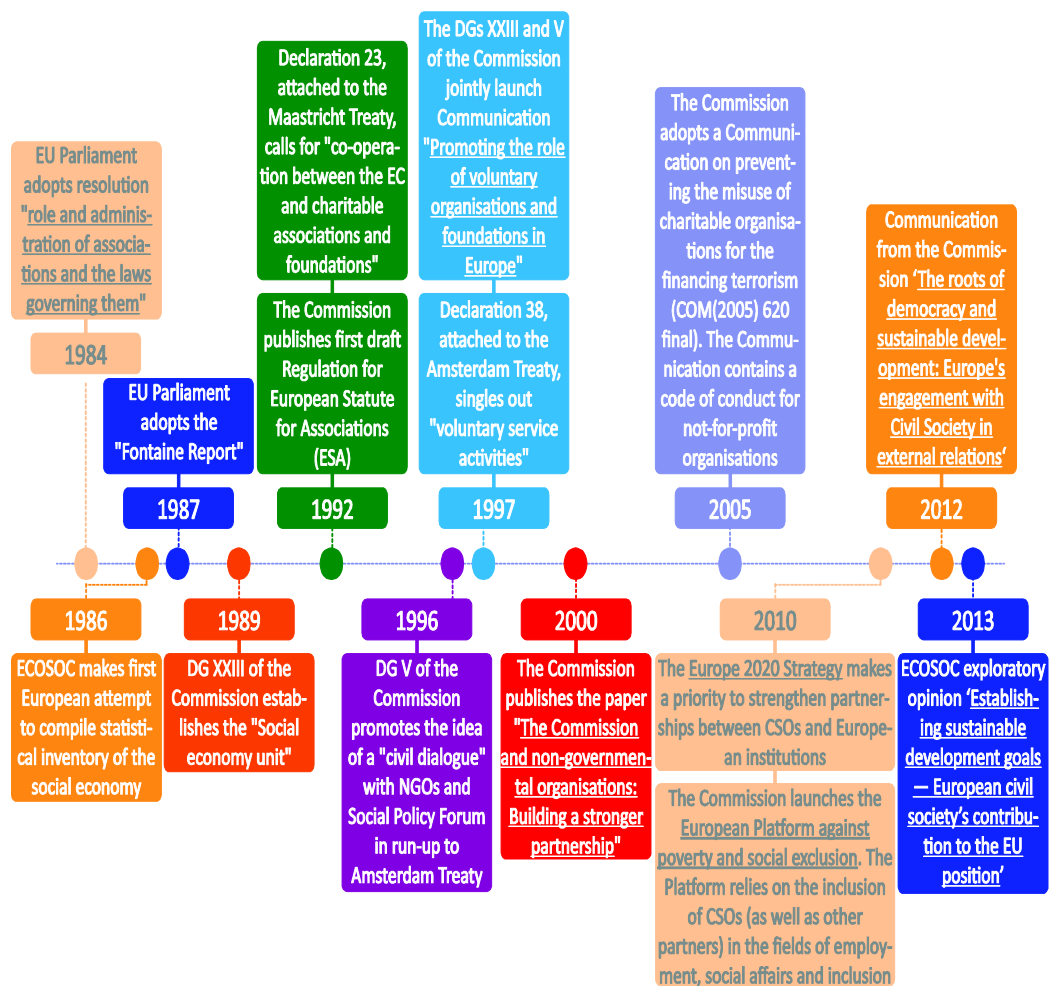 EU Parliament
adopts resolution
"role and adminis-
tration of associa-
tions and the laws
governing them"
1984
EU Parliament
adopts the
"Fontaine Report"
1987
Declaration 23,
attached to the
Maastricht Treaty,
calls for "co-opera-
tion between the EC
and charitable
associations and
foundations"
The Commission
publishes first draft
Regulation for
European Statute
for Associations
(ESA)
1992
The DGs XXIII and V
of the Commission
jointly launch
Communication
"Promoting the role
of voluntary
organisations and
foundations in
Europe"
Declaration 38,
attached to the
Amsterdam Treaty,
singles out
"voluntary service
activities"
1997
The Commission
adopts a Communi-
cation on prevent-
ing the misuse of
charitable organisa-
tions for the
financing terrorism
(COM(2005) 620
final). The Commu-
nication contains a
code of conduct for
not-for-profit
organisations
2005
Communication
from the Commis-
sion ‘The roots of
democracy and
sustainable devel-
opment: Europe's
engagement with
Civil Society in
external relations’
2012
1986
ECOSOC makes first
European attempt
to compile statisti-
cal inventory of the
social economy
1989
DG XXIII of the
Commission estab-
lishes the "Social
economy unit"
1996
DG V of the
Commission
promotes the idea
of a "civil dialogue"
with NGOs and
Social Policy Forum
in run-up to
Amsterdam Treaty
2000
The Commission
publishes the paper
"The Commission
and non-governmen-
tal organisations:
Building a stronger
partnership"
2010
The Europe 2020 Strategy makes
a priority to strengthen partner-
ships between CSOs and Europe-
an institutions
The Commission launches the
European Platform against
poverty and social exclusion. The
Platform relies on the inclusion
of CSOs (as well as other
partners) in the fields of employ-
ment, social affairs and inclusion
2013
ECOSOC exploratory
opinion ‘Establish-
ing sustainable
development goals
— European civil
society’s contribu-
tion to the EU
position’